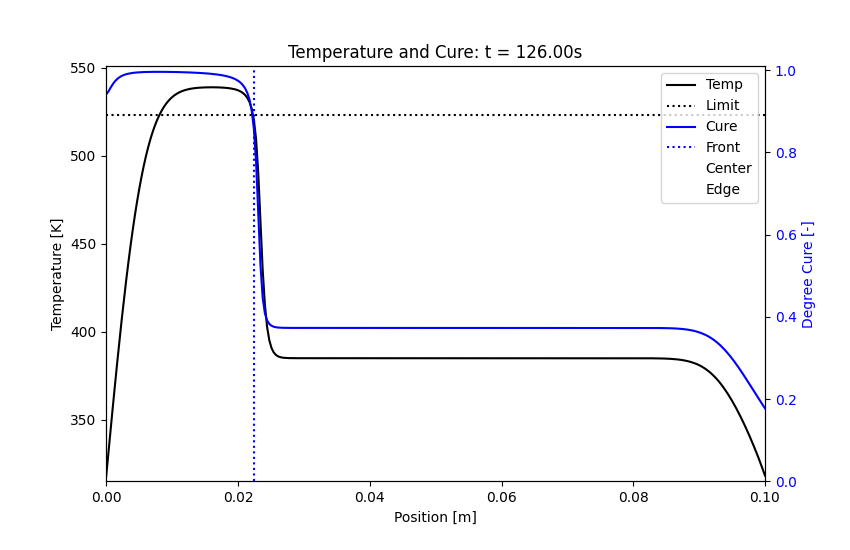 Temperature and Cure: t = 126.00s
550
500
450
400
350
Temperature [K]
1.0
0.8
0.6
0.4
0.2
0.0
Degree Cure [-]
Temp
Limit
Cure
Front
Center
Edge
0.00
0.02
0.04
0.06
0.08
0.10
Position [m]